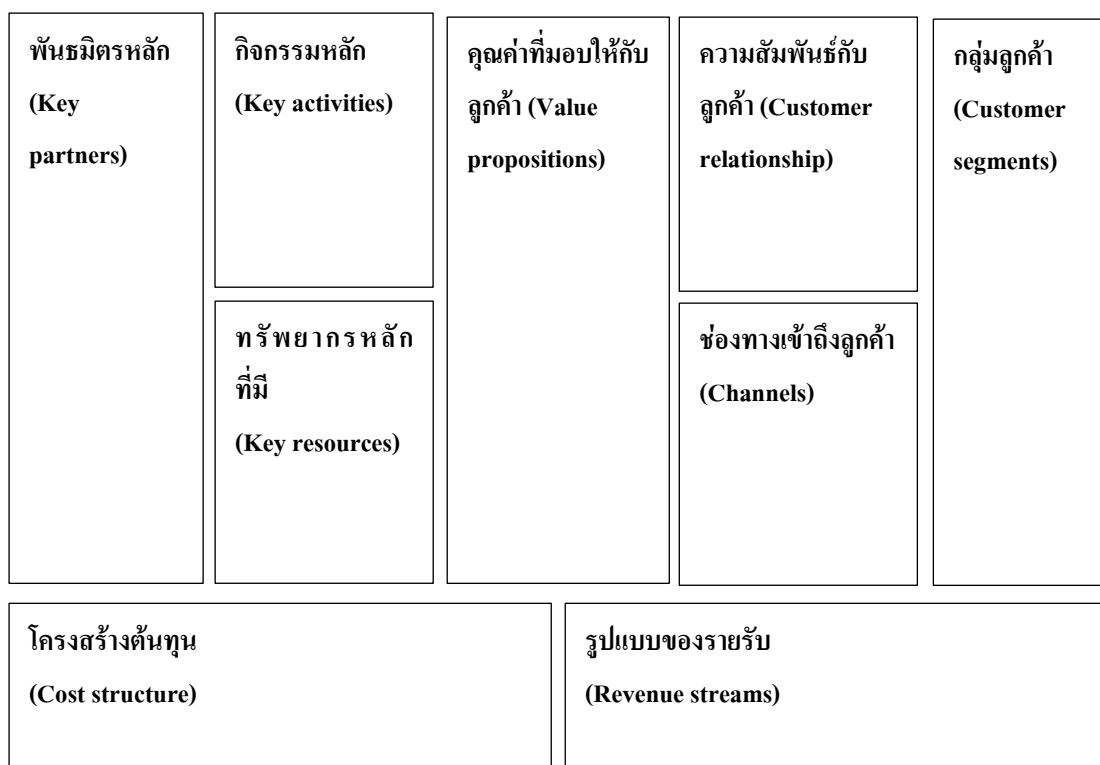 พันธมิตรหลัก
(Key
partners)
กิจกรรมหลัก
(Key activities)
ทรัพยากรหลัก
ที่มี
(Key resources)
คุณค่าที่มอบให้กับ
ลูกค้า (Value
propositions)
ความสัมพันธ์กับ
ลูกค้า (Customer
relationship)
ช่องทางเข้าถึงลูกค้า
(Channels)
กลุ่มลูกค้า
(Customer
segments)
โครงสร้างต้นทุน
(Cost structure)
รูปแบบของรายรับ
(Revenue streams)